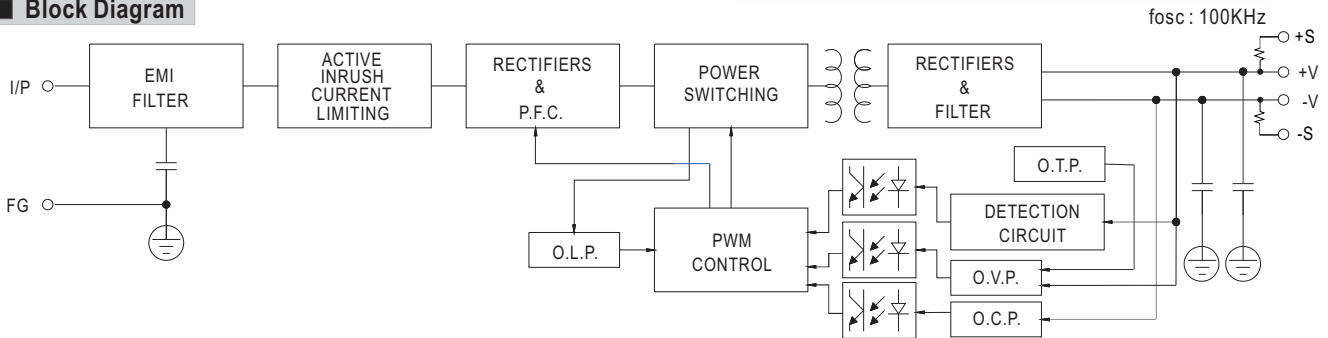 Block Diagram
fosc : 100KHz
I/P
EMI
FILTER
ACTIVE
INRUSH
CURRENT
LIMITING
RECTIFIERS
&
P.F.C.
POWER
SWITCHING
RECTIFIERS
&
FILTER
+S
+V
-V
-S
FG
O.L.P.
PWM
CONTROL
O.T.P.
DETECTION
CIRCUIT
O.V.P.
O.C.P.